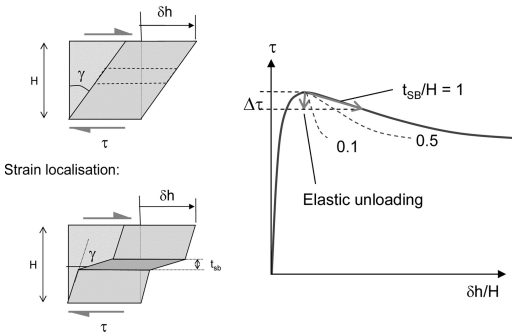 δh
H
γ
τ
Strain localisation:
δh
H
γ
t_sb
τ
τ
Δτ
t_SB/H = 1
0.5
0.1
Elastic unloading
δh/H